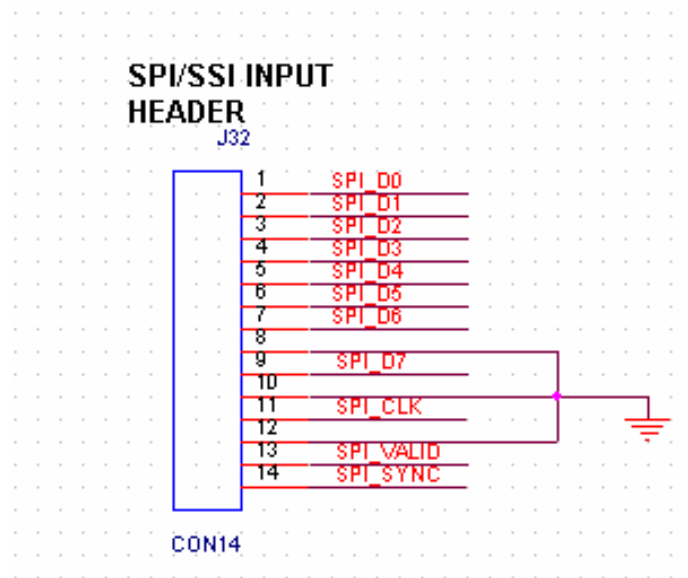 SPI/SSI INPUT
HEADER
J32
1 SPI_D0
2 SPI_D1
3 SPI_D2
4 SPI_D3
5 SPI_D4
6 SPI_D5
7 SPI_D6
8
9 SPI_D7
10
11 SPI_CLK
12
13 SPI_VALID
14 SPI_SYNC
CON14